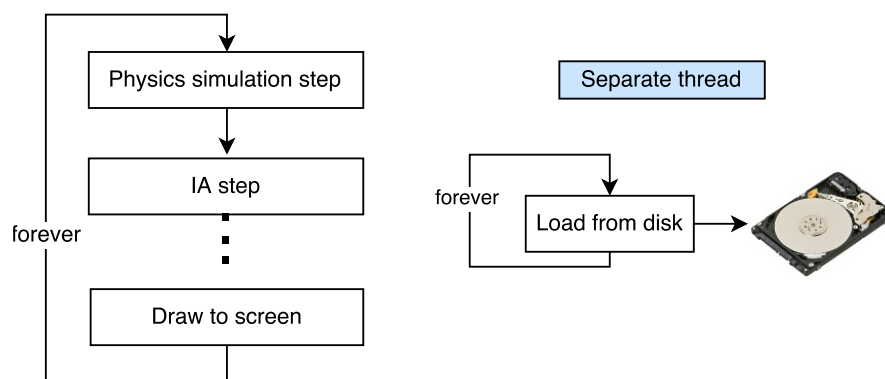 Physics simulation step
Separate thread
IA step
forever
Load from disk
forever
Draw to screen